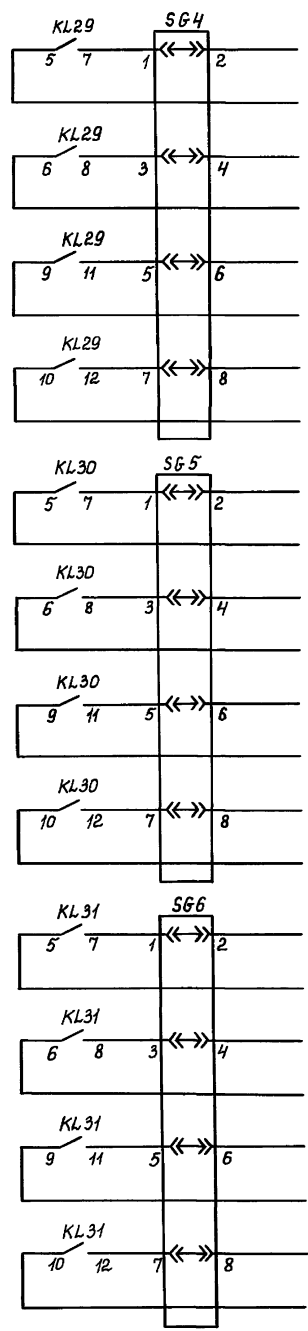 KL29 SG4
5 7 1 2
KL29
6 8 3 4
KL29
9 11 5 6
KL29
10 12 7 8
KL30 SG5
5 7 1 2
KL30
6 8 3 4
KL30
9 11 5 6
KL30
10 12 7 8
KL31 SG6
5 7 1 2
KL31
6 8 3 4
KL31
9 11 5 6
KL31
10 12 7 8